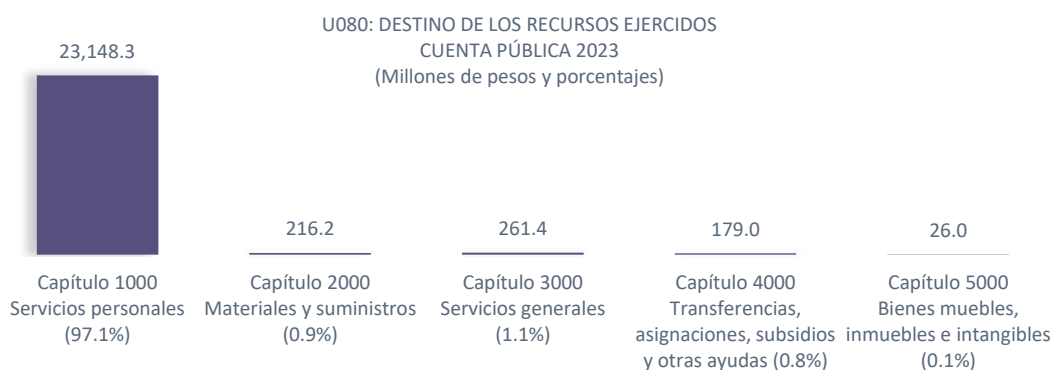 U080: DESTINO DE LOS RECURSOS EJERCIDOS
CUENTA PÚBLICA 2023
(Millones de pesos y porcentajes)
23,148.3
216.2
261.4
179.0
26.0
Capítulo 1000
Servicios personales
(97.1%)
Capítulo 2000
Materiales y suministros
(0.9%)
Capítulo 3000
Servicios generales
(1.1%)
Capítulo 4000
Transferencias,
asignaciones, subsidios
y otras ayudas (0.8%)
Capítulo 5000
Bienes muebles,
inmuebles e intangibles
(0.1%)